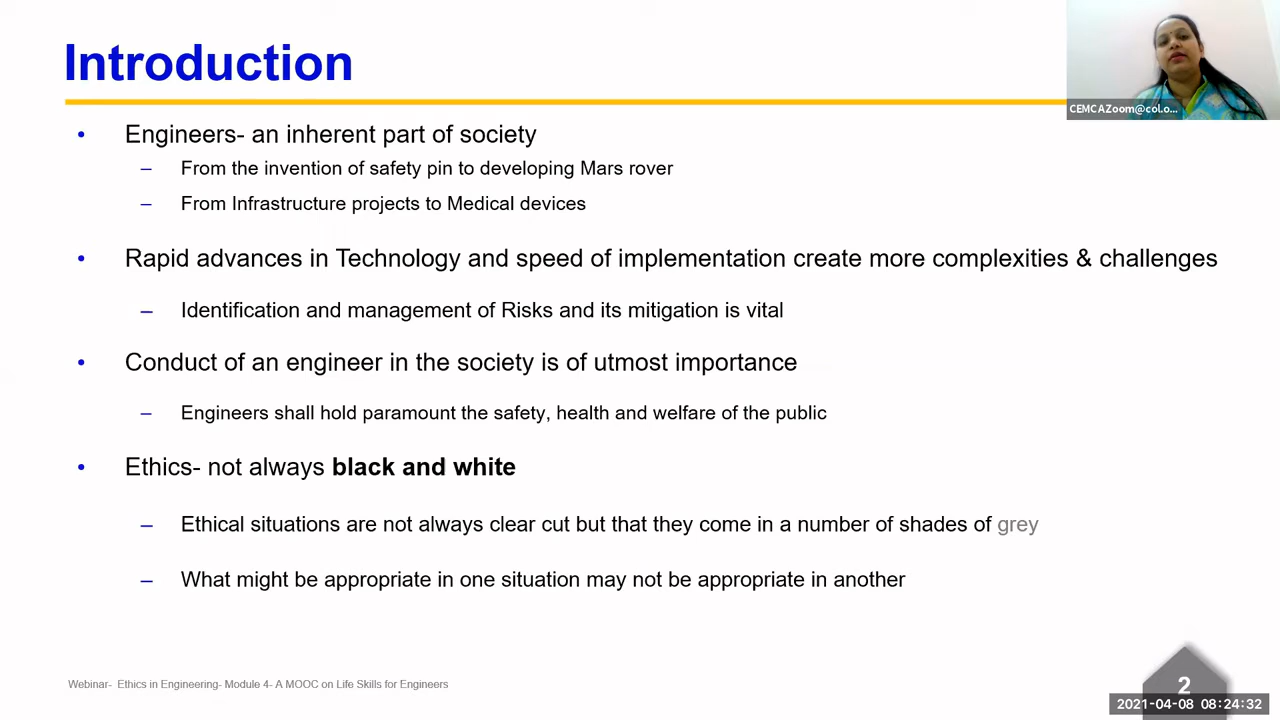 Introduction
CEMCAZoom@col.o...
• Engineers- an inherent part of society
– From the invention of safety pin to developing Mars rover
– From Infrastructure projects to Medical devices
• Rapid advances in Technology and speed of implementation create more complexities & challenges
– Identification and management of Risks and its mitigation is vital
• Conduct of an engineer in the society is of utmost importance
– Engineers shall hold paramount the safety, health and welfare of the public
• Ethics- not always black and white
– Ethical situations are not always clear cut but that they come in a number of shades of grey
– What might be appropriate in one situation may not be appropriate in another
Webinar- Ethics in Engineering- Module 4- A MOOC on Life Skills for Engineers
2
2021-04-08 08:24:32